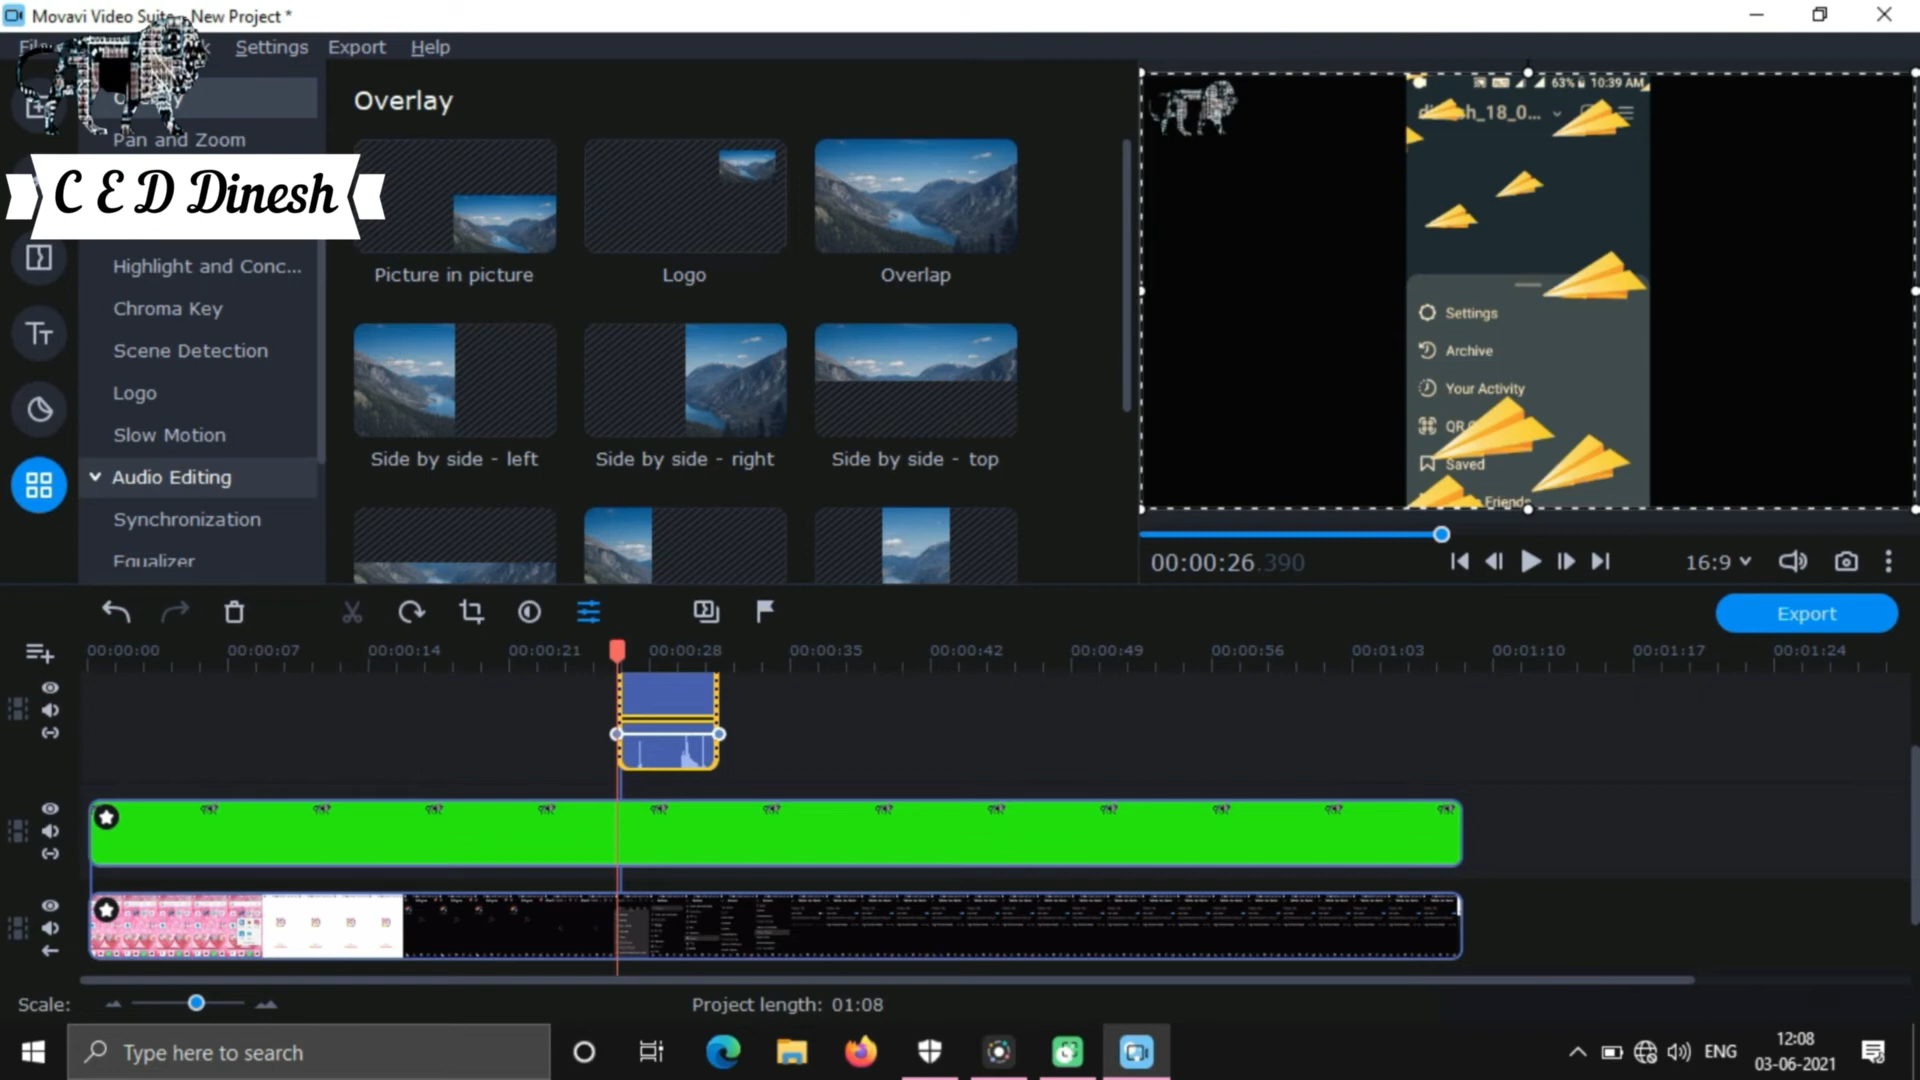 Movavi Video Suite - New Project *
Settings Export Help
Overlay
Pan and Zoom
C E D Dinesh
Highlight and Conc...
Chroma Key
Scene Detection
Logo
Slow Motion
Audio Editing
Synchronization
Equalizer
Picture in picture
Logo
Overlap
Side by side - left
Side by side - right
Side by side - top
63% 10:39 AM
Settings
Archive
Your Activity
Saved
Friends
00:00:26.390
16:9
Export
00:00:00 00:00:07 00:00:14 00:00:21 00:00:28 00:00:35 00:00:42 00:00:49 00:00:56 00:01:03 00:01:10 00:01:17 00:01:24
Scale:
Project length: 01:08
Type here to search
ENG
12:08
03-06-2021